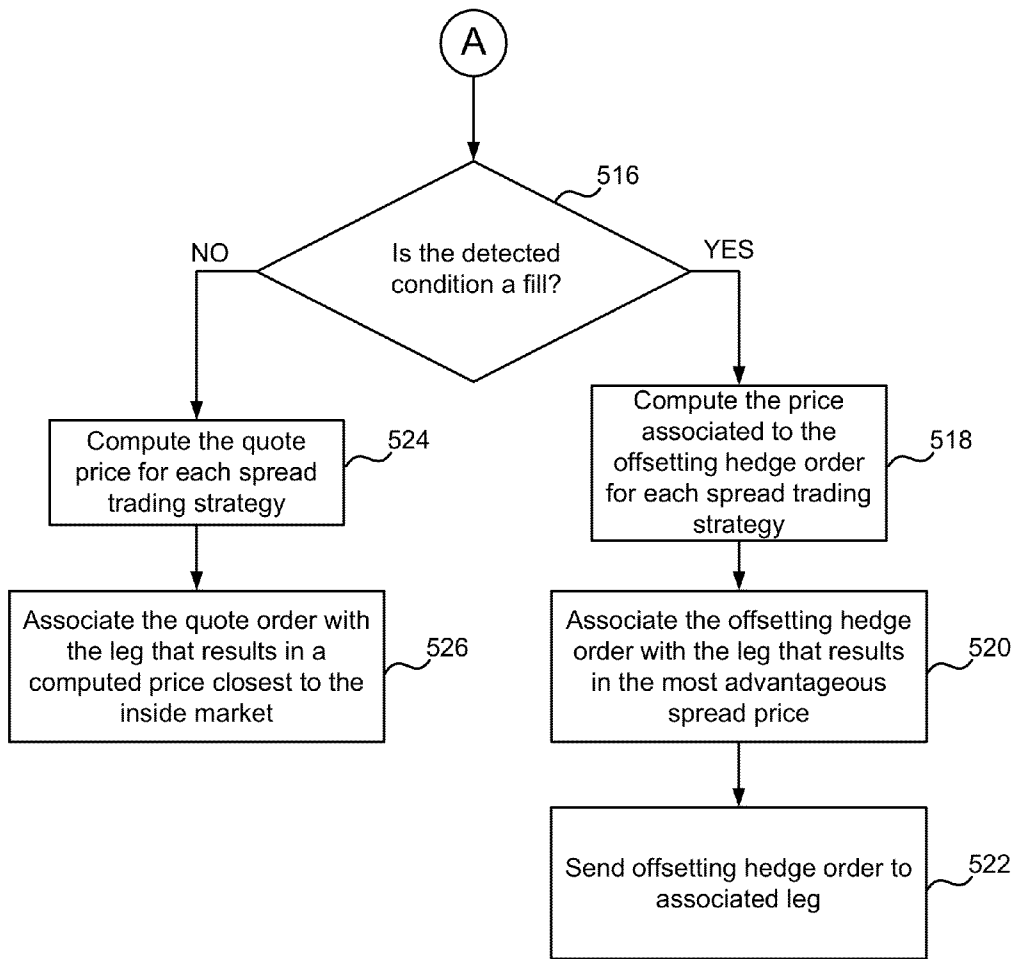 A
516
Is the detected
condition a fill?
NO
YES
Compute the quote
price for each spread
trading strategy
524
Compute the price
associated to the
offsetting hedge order
for each spread trading
strategy
518
Associate the quote order with
the leg that results in a
computed price closest to the
inside market
526
Associate the offsetting hedge
order with the leg that results
in the most advantageous
spread price
520
Send offsetting hedge order to
associated leg
522